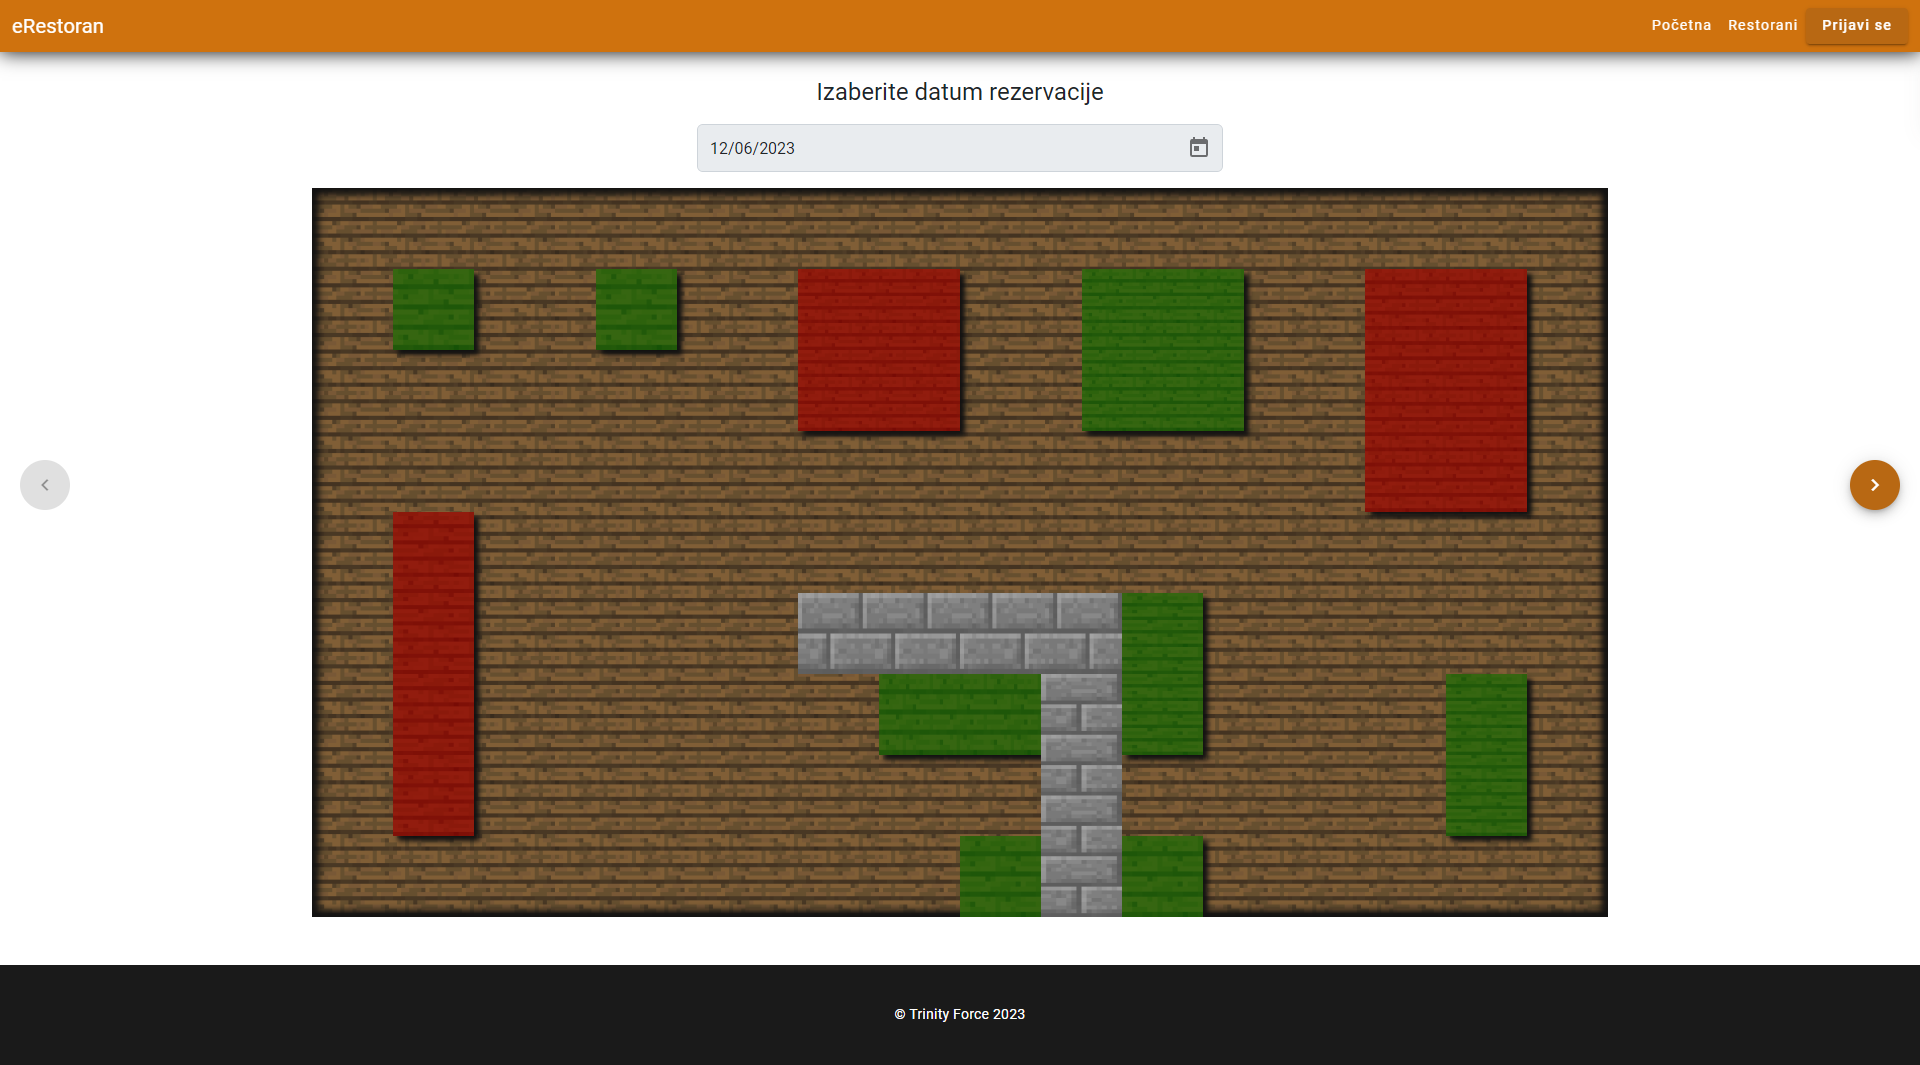 eRestoran
Početna Restorani Prijavi se
Izaberite datum rezervacije
12/06/2023
© Trinity Force 2023